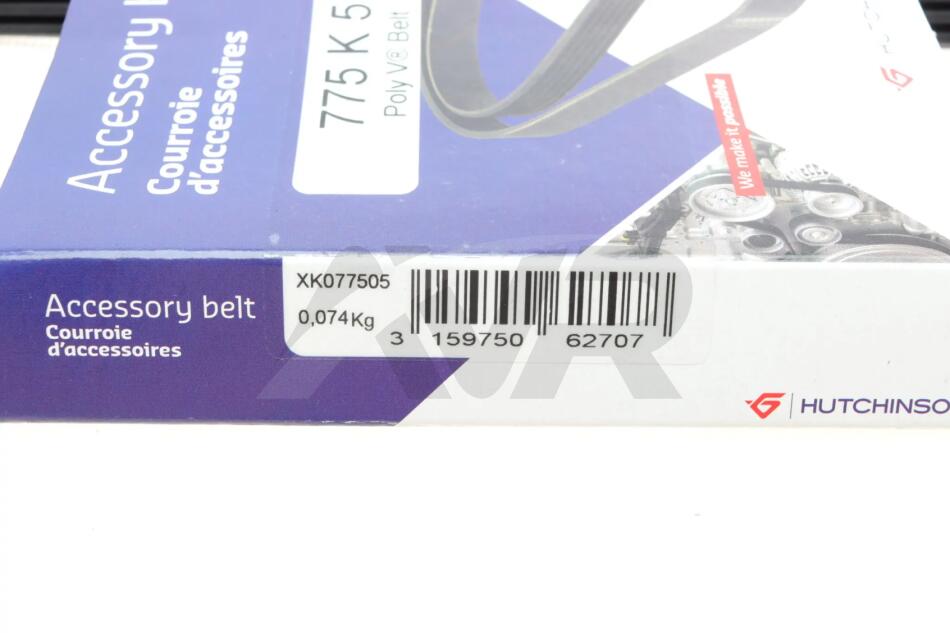 Accessory
Courroie
d'accessoires
775 K 5
Poly V® Belt
We make it possible
XK077505
0,074Kg
3 159750 62707
Accessory belt
Courroie
d'accessoires
HUTCHINSO